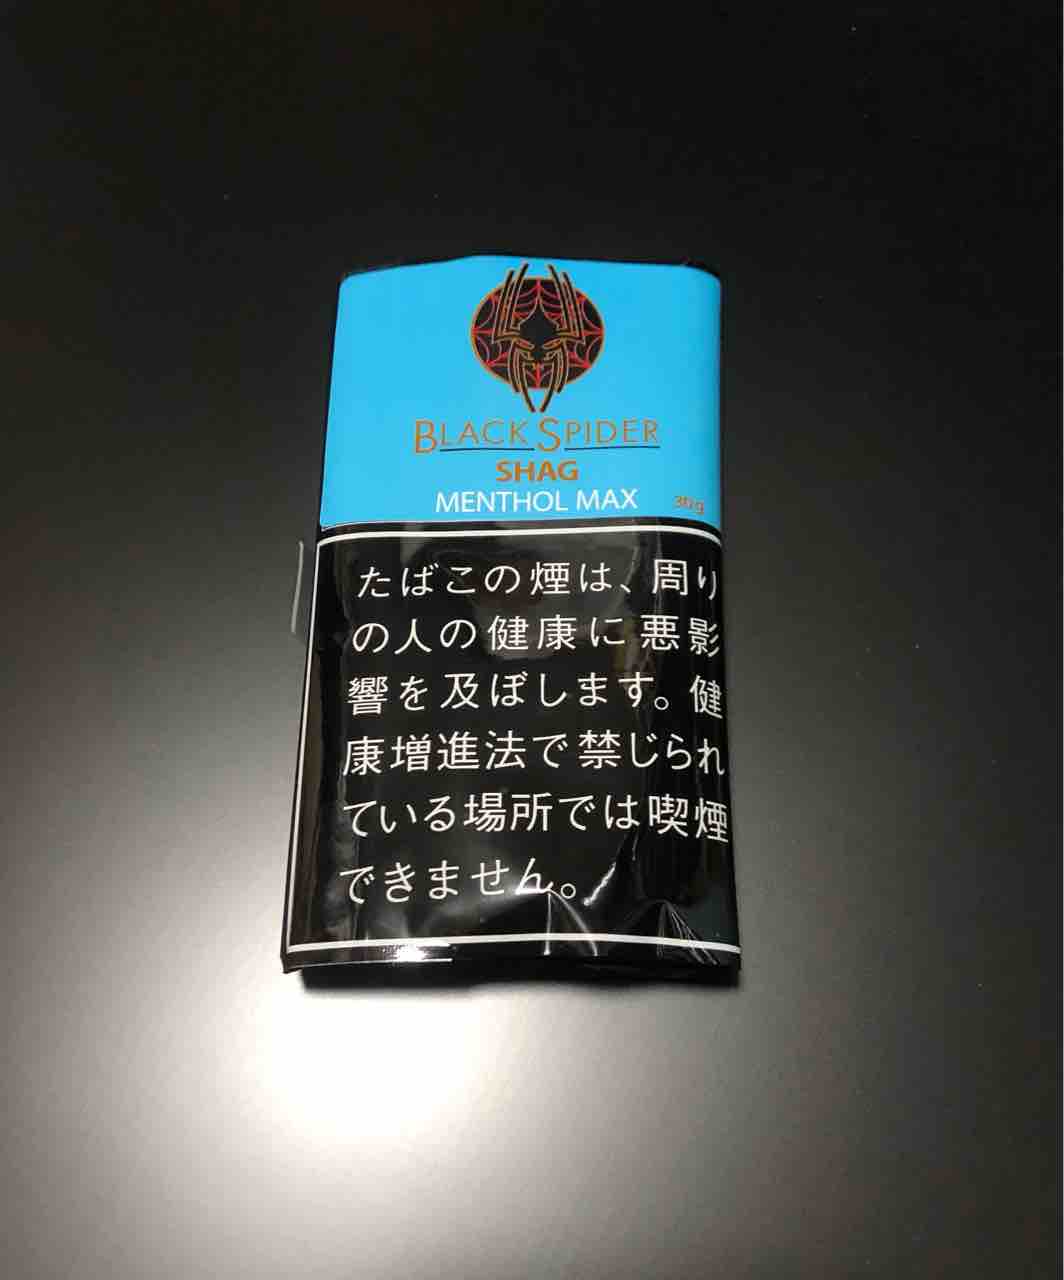 BLACK SPIDER
SHAG
MENTHOL MAX
30g
たばこの煙は、周り
の人の健康に悪影
響を及ぼします。健
康増進法で禁じられ
ている場所では喫煙
できません。